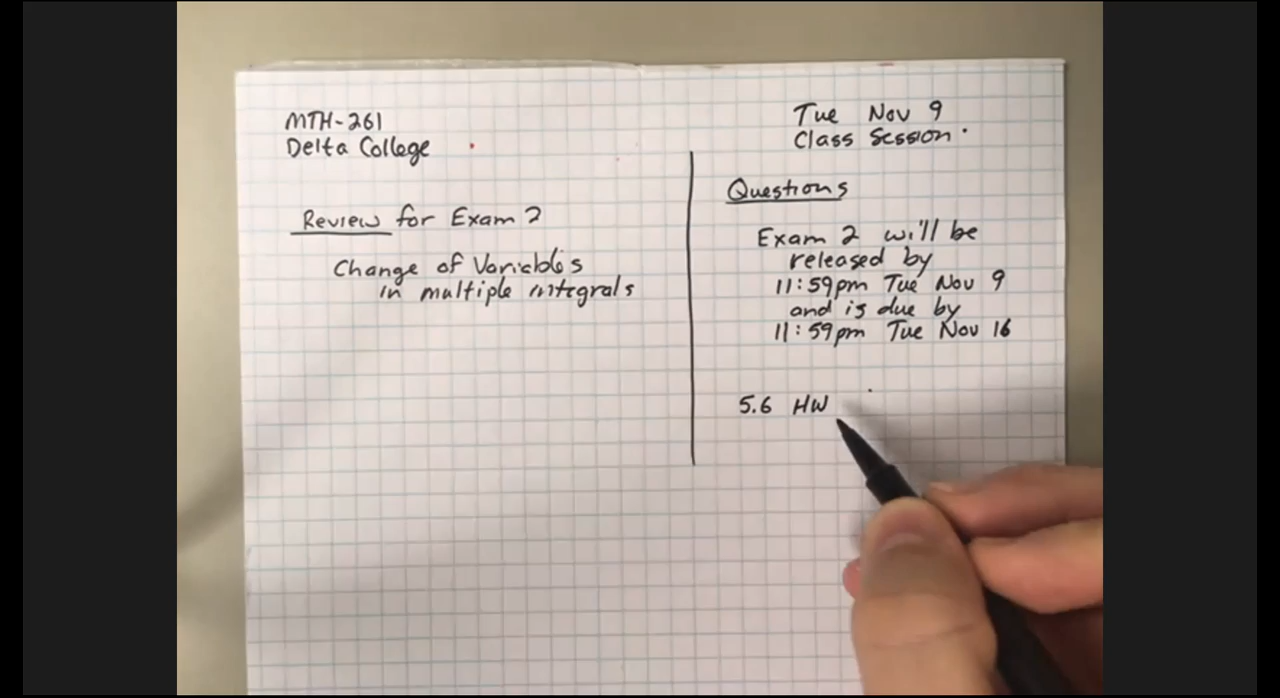 MTH-261
Delta College
Review for Exam 2
Change of Variables
in multiple integrals
Tue Nov 9
Class Session
Questions
Exam 2 will be
released by
11:59pm Tue Nov 9
and is due by
11:59pm Tue Nov 16
5.6 HW